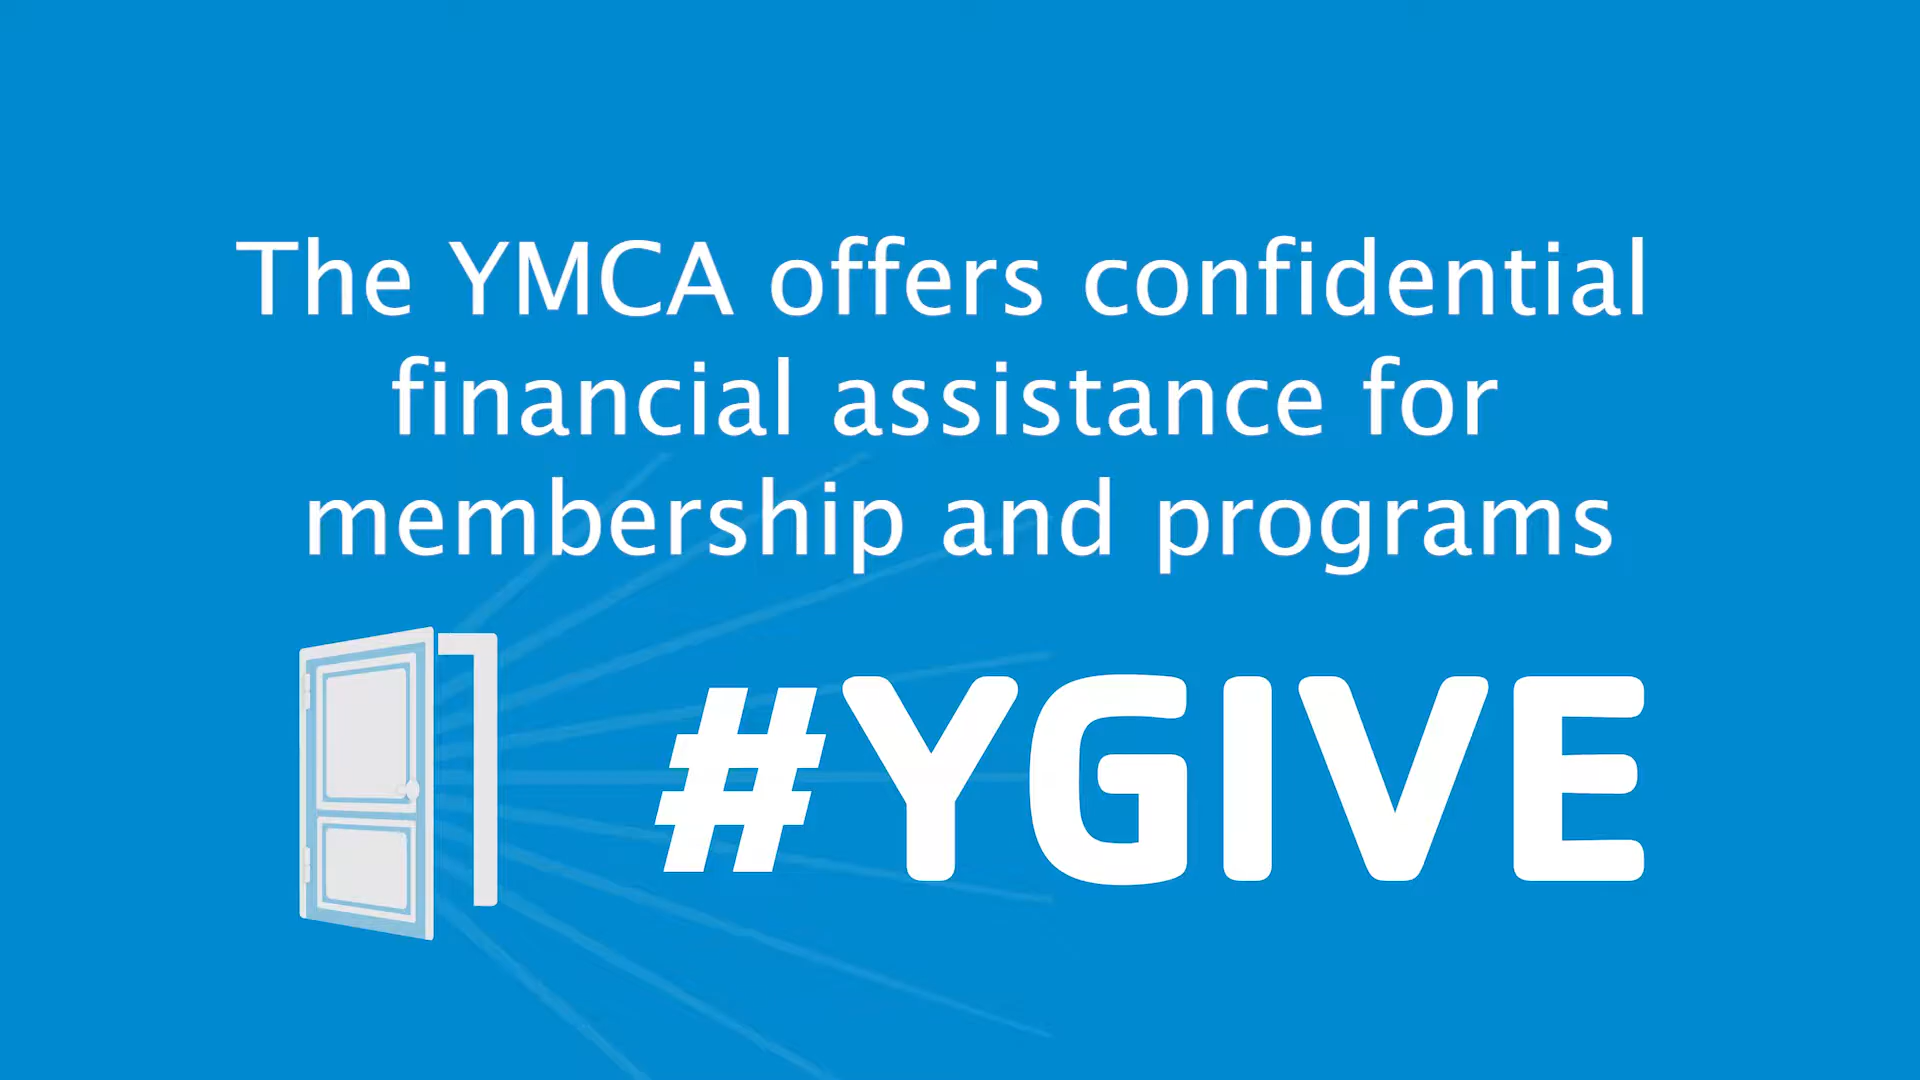 The YMCA offers confidential
financial assistance for
membership and programs
#YGIVE